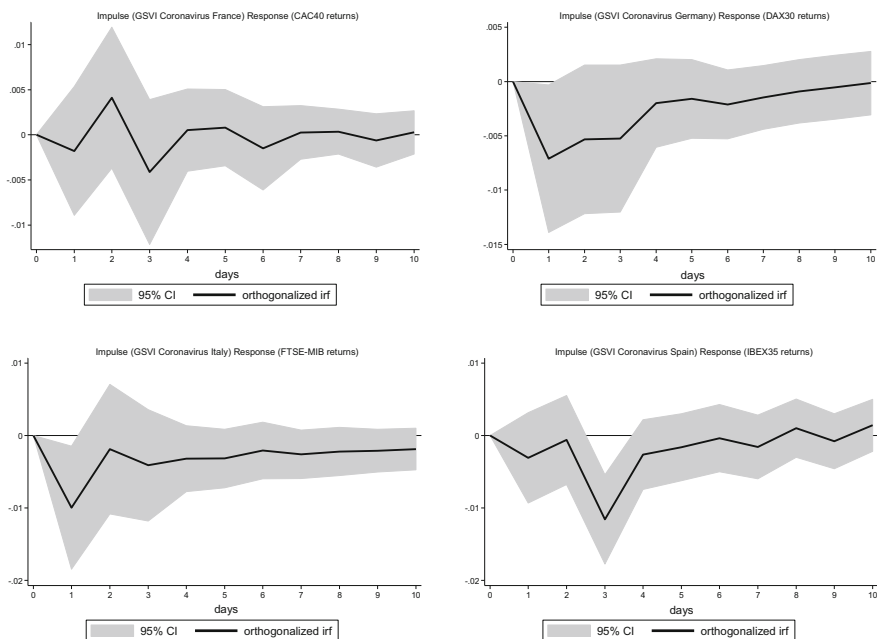 Impulse (GSVI Coronavirus France) Response (CAC40 returns)
.01
.005
0
-.005
-.01
0 1 2 3 4 5 6 7 8 9 10
days
95% CI orthogonalized irf
Impulse (GSVI Coronavirus Germany) Response (DAX30 returns)
.005
0
-.005
-.01
-.015
0 1 2 3 4 5 6 7 8 9 10
days
95% CI orthogonalized irf
Impulse (GSVI Coronavirus Italy) Response (FTSE-MIB returns)
.01
0
-.01
-.02
0 1 2 3 4 5 6 7 8 9 10
days
95% CI orthogonalized irf
Impulse (GSVI Coronavirus Spain) Response (IBEX35 returns)
.01
0
-.01
-.02
0 1 2 3 4 5 6 7 8 9 10
days
95% CI orthogonalized irf